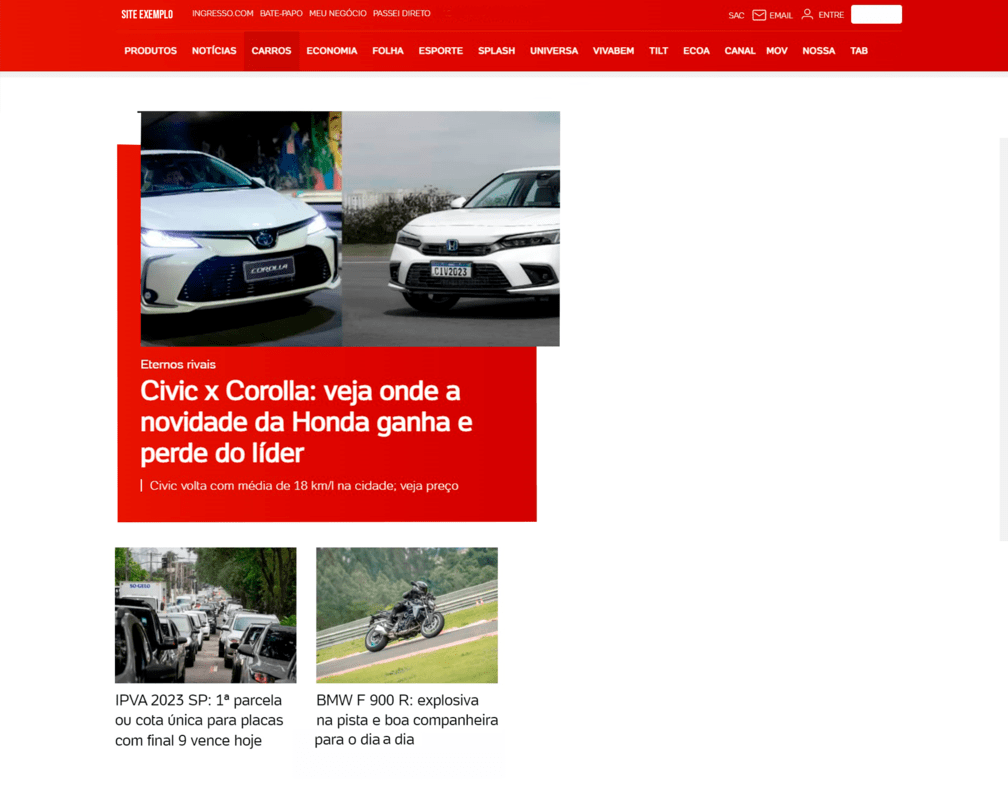 SITE EXEMPLO
INGRESSO.COM BATE-PAPO MEU NEGÓCIO PASSEI DIRETO
SAC EMAIL ENTRE
PRODUTOS NOTÍCIAS CARROS ECONOMIA FOLHA ESPORTE SPLASH UNIVERSA VIVABEM TILT ECOA CANAL MOV NOSSA TAB
COROLLA
CIV2023
Eternos rivais
Civic x Corolla: veja onde a
novidade da Honda ganha e
perde do líder
Civic volta com média de 18 km/l na cidade; veja preço
IPVA 2023 SP: 1ª parcela
ou cota única para placas
com final 9 vence hoje
BMW F 900 R: explosiva
na pista e boa companheira
para o dia a dia